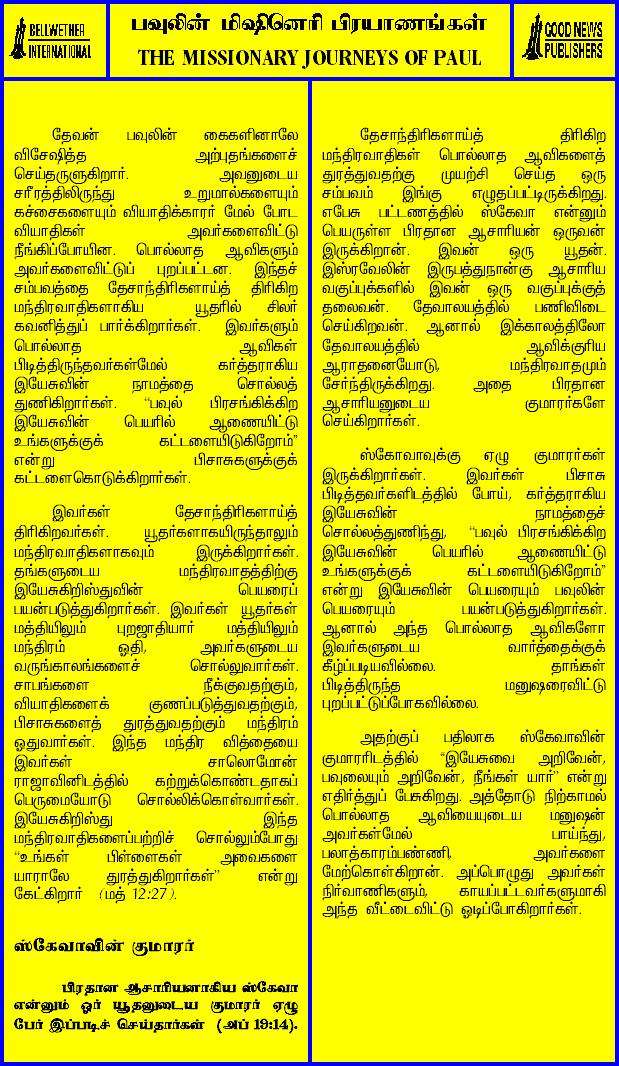 BELLWETHER
INTERNATIONAL
பவுலின் மிஷினெரி பிரயாணங்கள்
THE MISSIONARY JOURNEYS OF PAUL
GOOD NEWS
PUBLISHERS
தேவன் பவுலின் கைகளினாலே
விசேஷித்த அற்புதங்களைச்
செய்தருளுகிறார். அவனுடைய
சரீரத்திலிருந்து உறுமால்களையும்
கச்சைகளையும் வியாதிக்காரர் மேல் போட
வியாதிகள் அவர்களைவிட்டு
நீங்கிப்போயின. பொல்லாத ஆவிகளும்
அவர்களைவிட்டுப் புறப்பட்டன. இந்தச்
சம்பவத்தை தேசாந்திரிகளாய்த் திரிகிற
மந்திரவாதிகளாகிய யூதரில் சிலர்
கவனித்துப் பார்க்கிறார்கள். இவர்களும்
பொல்லாத ஆவிகள்
பிடித்திருந்தவர்கள்மேல் கர்த்தராகிய
இயேசுவின் நாமத்தை சொல்லத்
துணிகிறார்கள். “பவுல் பிரசங்கிக்கிற
இயேசுவின் பெயரில் ஆணையிட்டு
உங்களுக்குக் கட்டளையிடுகிறோம்”
என்று பிசாசுகளுக்குக்
கட்டளைகொடுக்கிறார்கள்.
இவர்கள் தேசாந்திரிகளாய்த்
திரிகிறவர்கள். யூதர்களாகயிருந்தாலும்
மந்திரவாதிகளாகவும் இருக்கிறார்கள்.
தங்களுடைய மந்திரவாதத்திற்கு
இயேசுகிறிஸ்துவின் பெயரைப்
பயன்படுத்துகிறார்கள். இவர்கள் யூதர்கள்
மத்தியிலும் புறஜாதியார் மத்தியிலும்
மந்திரம் ஓதி, அவர்களுடைய
வருங்காலங்களைச் சொல்லுவார்கள்.
சாபங்களை நீக்குவதற்கும்,
வியாதிகளைக் குணப்படுத்துவதற்கும்,
பிசாசுகளைத் துரத்துவதற்கும் மந்திரம்
ஓதுவார்கள். இந்த மந்திர வித்தையை
இவர்கள் சாலொமோன்
ராஜாவினிடத்தில் கற்றுக்கொண்டதாகப்
பெருமையோடு சொல்லிக்கொள்வார்கள்.
இயேசுகிறிஸ்து இந்த
மந்திரவாதிகளைப்பற்றிச் சொல்லும்போது
“உங்கள் பிள்ளைகள் அவைகளை
யாராலே துரத்துகிறார்கள்” என்று
கேட்கிறார் (மத் 12:27).
ஸ்கேவாவின் குமாரர்
பிரதான ஆசாரியனாகிய ஸ்கேவா
என்னும் ஓர் யூதனுடைய குமாரர் ஏழு
பேர் இப்படிச் செய்தார்கள் (அப் 19:14).
தேசாந்திரிகளாய்த் திரிகிற
மந்திரவாதிகள் பொல்லாத ஆவிகளைத்
துரத்துவதற்கு முயற்சி செய்த ஒரு
சம்பவம் இங்கு எழுதப்பட்டிருக்கிறது.
எபேசு பட்டணத்தில் ஸ்கேவா என்னும்
பெயருள்ள பிரதான ஆசாரியன் ஒருவன்
இருக்கிறான். இவன் ஒரு யூதன்.
இஸ்ரவேலின் இருபத்துநான்கு ஆசாரிய
வகுப்புக்களில் இவன் ஒரு வகுப்புக்குத்
தலைவன். தேவாலயத்தில் பணிவிடை
செய்கிறவன். ஆனால் இக்காலத்திலோ
தேவாலயத்தில் ஆவிக்குரிய
ஆராதனையோடு, மந்திரவாதமும்
சேர்ந்திருக்கிறது. அதை பிரதான
ஆசாரியனுடைய குமாரர்களே
செய்கிறார்கள்.
ஸ்கேவாவுக்கு ஏழு குமாரர்கள்
இருக்கிறார்கள். இவர்கள் பிசாசு
பிடித்தவர்களிடத்தில் போய், கர்த்தராகிய
இயேசுவின் நாமத்தைச்
சொல்லத்துணிந்து, “பவுல் பிரசங்கிக்கிற
இயேசுவின் பெயரில் ஆணையிட்டு
உங்களுக்குக் கட்டளையிடுகிறோம்”
என்று இயேசுவின் பெயரையும் பவுலின்
பெயரையும் பயன்படுத்துகிறார்கள்.
ஆனால் அந்த பொல்லாத ஆவிகளோ
இவர்களுடைய வார்த்தைக்குக்
கீழ்ப்படியவில்லை. தாங்கள்
பிடித்திருந்த மனுஷரைவிட்டு
புறப்பட்டுப்போகவில்லை.
அதற்குப் பதிலாக ஸ்கேவாவின்
குமாரரிடத்தில் “இயேசுவை அறிவேன்,
பவுலையும் அறிவேன், நீங்கள் யார்” என்று
எதிர்த்துப் பேசுகிறது. அத்தோடு நிற்காமல்
பொல்லாத ஆவியையுடைய மனுஷன்
அவர்கள்மேல் பாய்ந்து,
பலாத்காரம்பண்ணி, அவர்களை
மேற்கொள்கிறான். அப்பொழுது அவர்கள்
நிர்வாணிகளும், காயப்பட்டவர்களுமாகி
அந்த வீட்டைவிட்டு ஓடிப்போகிறார்கள்.